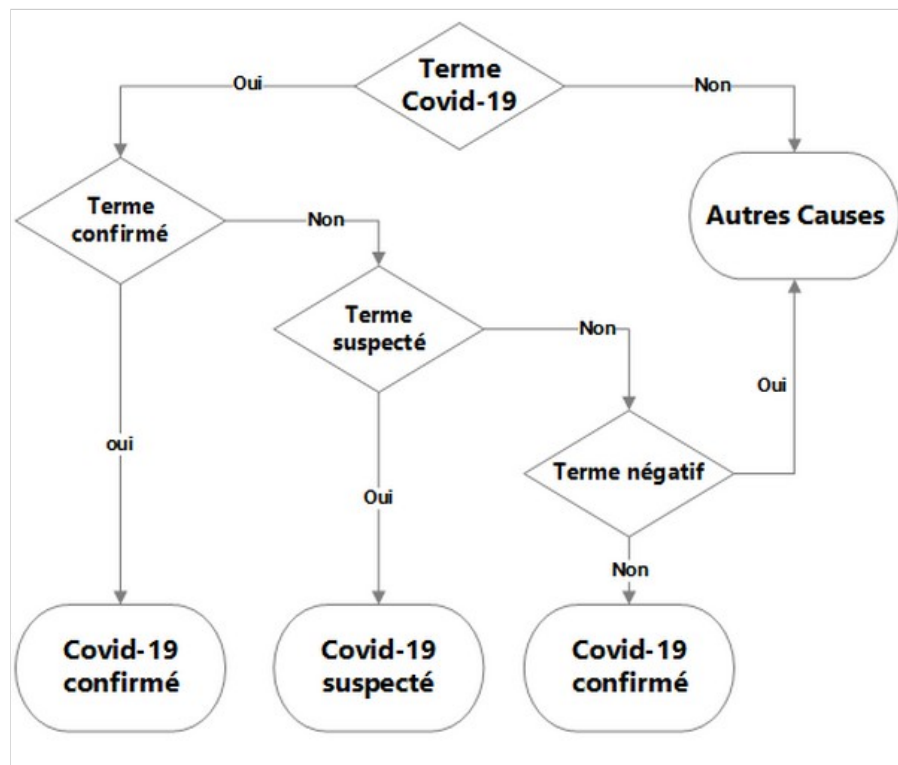 Terme
Covid-19
Oui
Non
Terme
confirmé
Non
Autres Causes
Terme
suspecté
Non
Oui
oui
Terme négatif
Oui
Non
Covid-19
confirmé
Covid-19
suspecté
Covid-19
confirmé